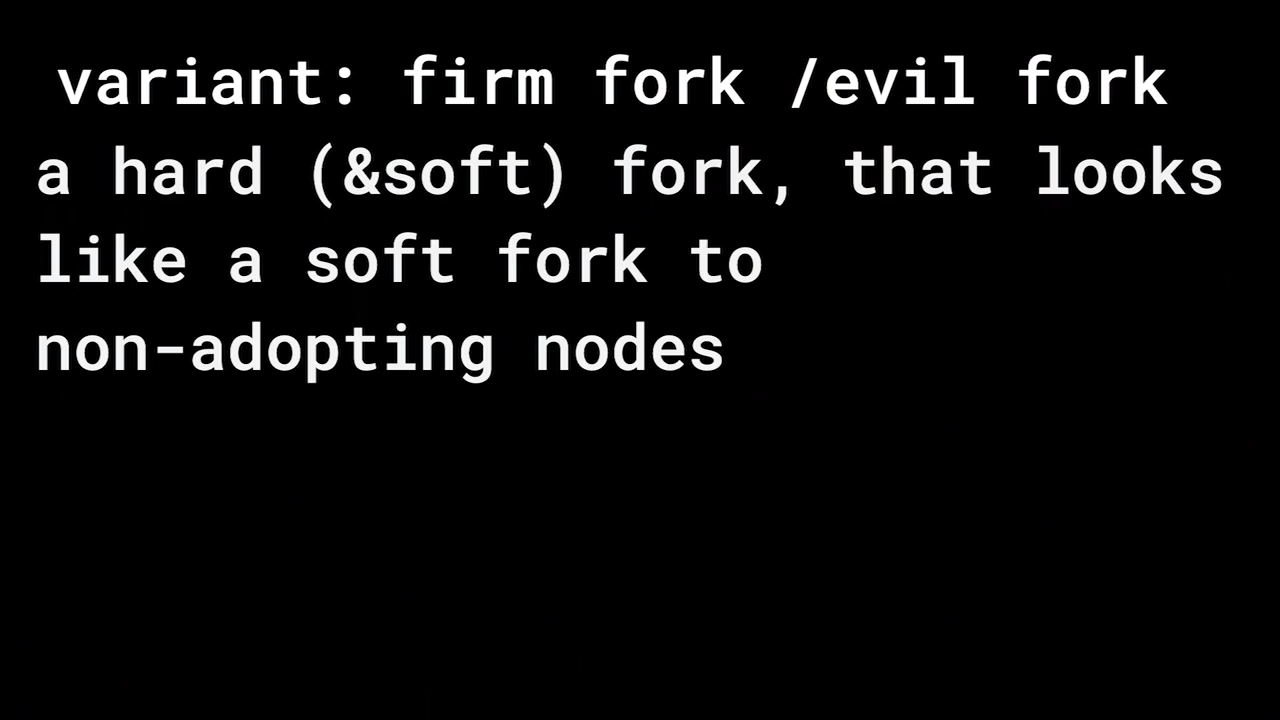 variant: firm fork /evil fork
a hard (&soft) fork, that looks
like a soft fork to
non-adopting nodes